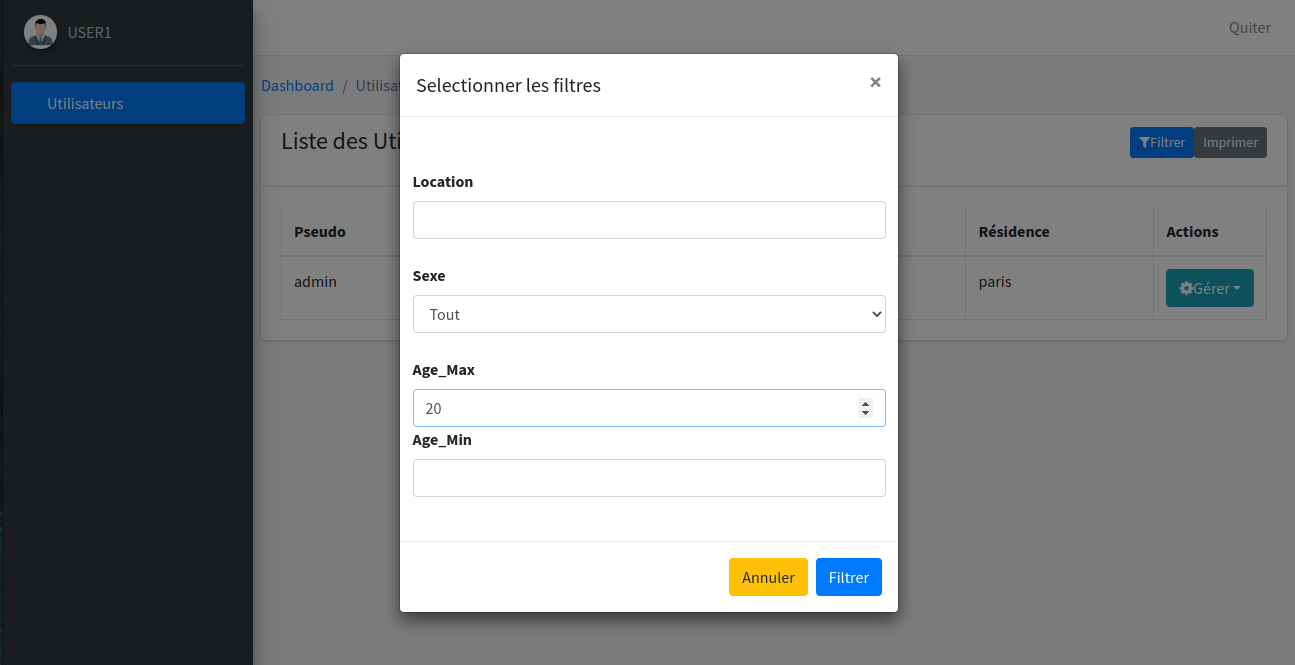 USER1
Quiter
Utilisateurs
Dashboard / Utilisa
Liste des Uti
Filtrer
Imprimer
Pseudo
Résidence
Actions
admin
paris
Gérer
Selectionner les filtres
×
Location
Sexe
Tout
Age_Max
20
Age_Min
Annuler
Filtrer